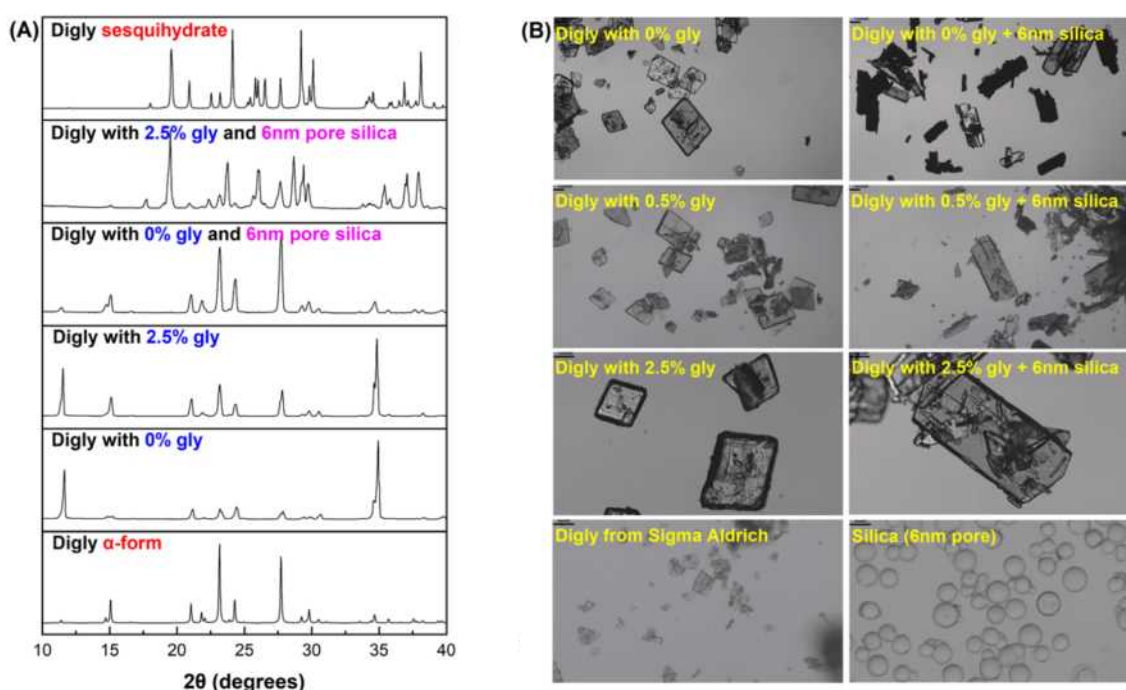 (A)
Digly sesquihydrate
Digly with 2.5% gly and 6nm pore silica
Digly with 0% gly and 6nm pore silica
Digly with 2.5% gly
Digly with 0% gly
Digly α-form
10 15 20 25 30 35 40
2θ (degrees)
(B)
Digly with 0% gly
Digly with 0% gly + 6nm silica
Digly with 0.5% gly
Digly with 0.5% gly + 6nm silica
Digly with 2.5% gly
Digly with 2.5% gly + 6nm silica
Digly from Sigma Aldrich
Silica (6nm pore)